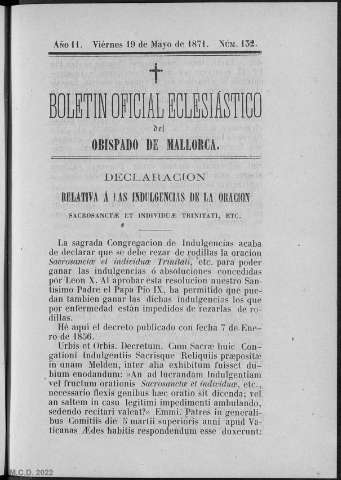 Año 11. Viérnes 19 de Mayo de 1871. NÚM. 132.
BOLETIN OFICIAL ECLESIÁSTICO
del
OBISPADO DE MALLORCA.
DECLARACION
RELATIVA Á LAS INDULGENCIAS DE LA ORACION
SACROSANCTÆ ET INDIVIDUÆ TRINITATI, ETC.
La sagrada Congregacion de Indulgencias acaba
de declarar que se debe rezar de rodillas la oracion
Sacrosanctæ et individuæ Trinitati, etc. para poder
ganar las indulgencias ó absoluciones concedidas
por Leon X. Al aprobar esta resolucion nuestro San-
tísimo Padre el Papa Pio IX, ha permitido que pue-
dan tambien ganar las dichas indulgencias los que
por enfermedad están impedidos de rezarlas de ro-
dillas.
Hé aquí el decreto publicado con fecha 7 de Ene-
ro de 1856.
Urbis et Orbis. Decretum. Cum Sacræ huic Con-
gationi Indulgentiis Sacrisque Reliquiis præpositæ
in unam Melden, inter alia exhibitum fuisset du-
bium enodandum: «An ad lucrandam Indulgentiam
vel fructum orationis Sacrosanctæ et individuæ, etc.,
necessario flexis genibus hæc oratio sit dicenda; vel
an saltem in casu legitimi impedimenti ambulando,
sedendo recitari valeat?» Emmi. Patres in generali-
bus Comitiis die 5 martii superioris anni apud Va-
ticanas Ædes habitis respondendum esse duxerunt:
M.C.D. 2022